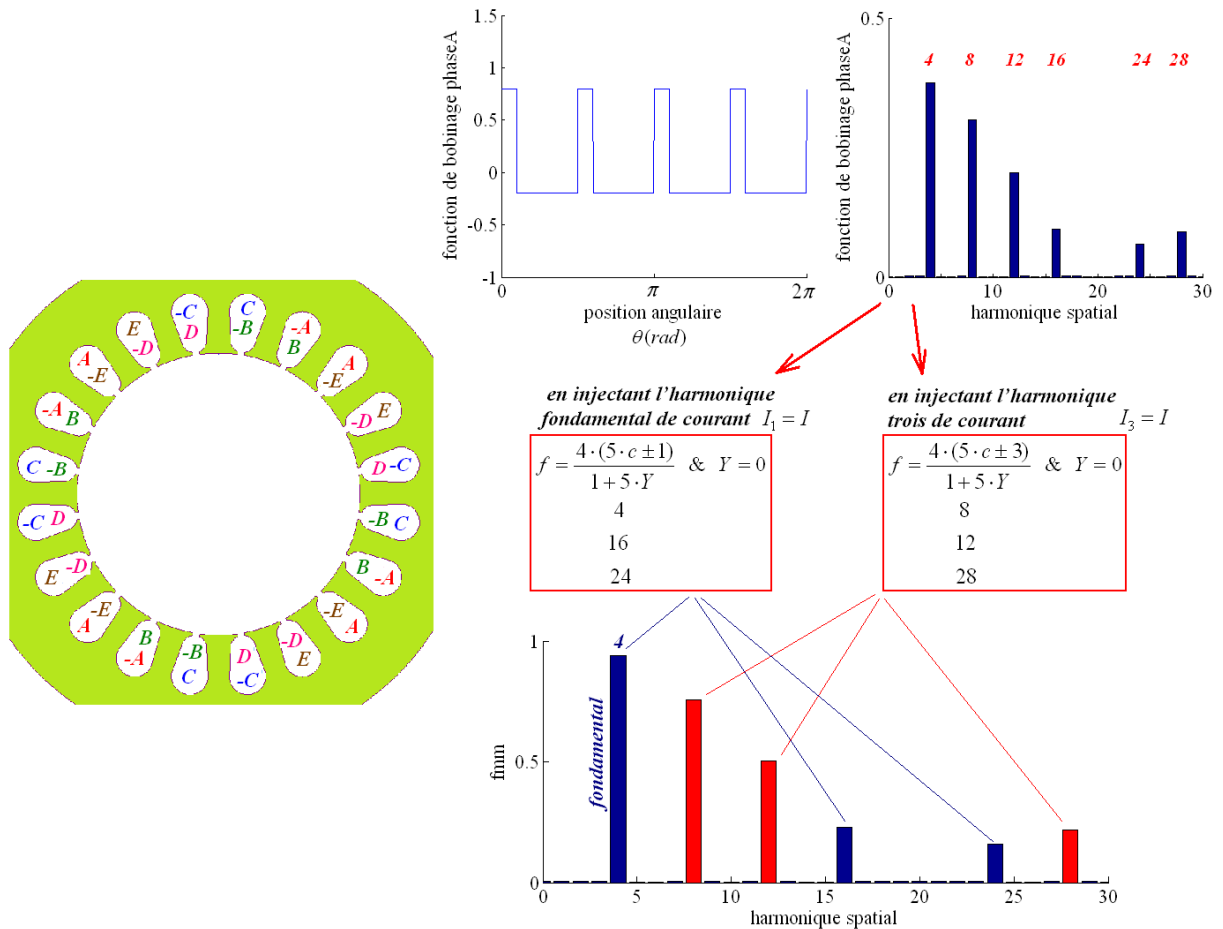 -C
D
C
-B
-A
B
A
-E
E
-D
D -C
-B C
B
-A
-E
A
-D
E
D
-C
-B
C
B
-A
-E
A
-D
E
-C D
C -B
-A B
A
-E
E
-D
fonction de bobinage phaseA
1.5
1
0.5
0
-0.5
-1
0
π
2π
position angulaire
θ(rad)
fonction de bobinage phaseA
0.5
0
4 8 12 16 24 28
0 10 20 30
harmonique spatial
en injectant l'harmonique
fondamental de courant I₁ = I
f = 4·(5·c ± 1) / 1+5·Y & Y = 0
4
16
24
en injectant l'harmonique
trois de courant I₃ = I
f = 4·(5·c ± 3) / 1+5·Y & Y = 0
8
12
28
fmm
1
0.5
0
4
fondamental
0 5 10 15 20 25 30
harmonique spatial